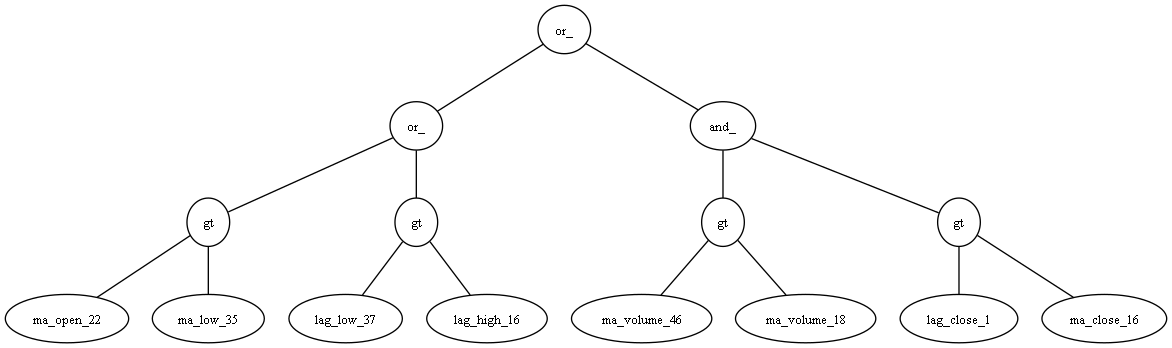 or_
or_ and_
gt gt gt gt
ma_open_22 ma_low_35 lag_low_37 lag_high_16 ma_volume_46 ma_volume_18 lag_close_1 ma_close_16